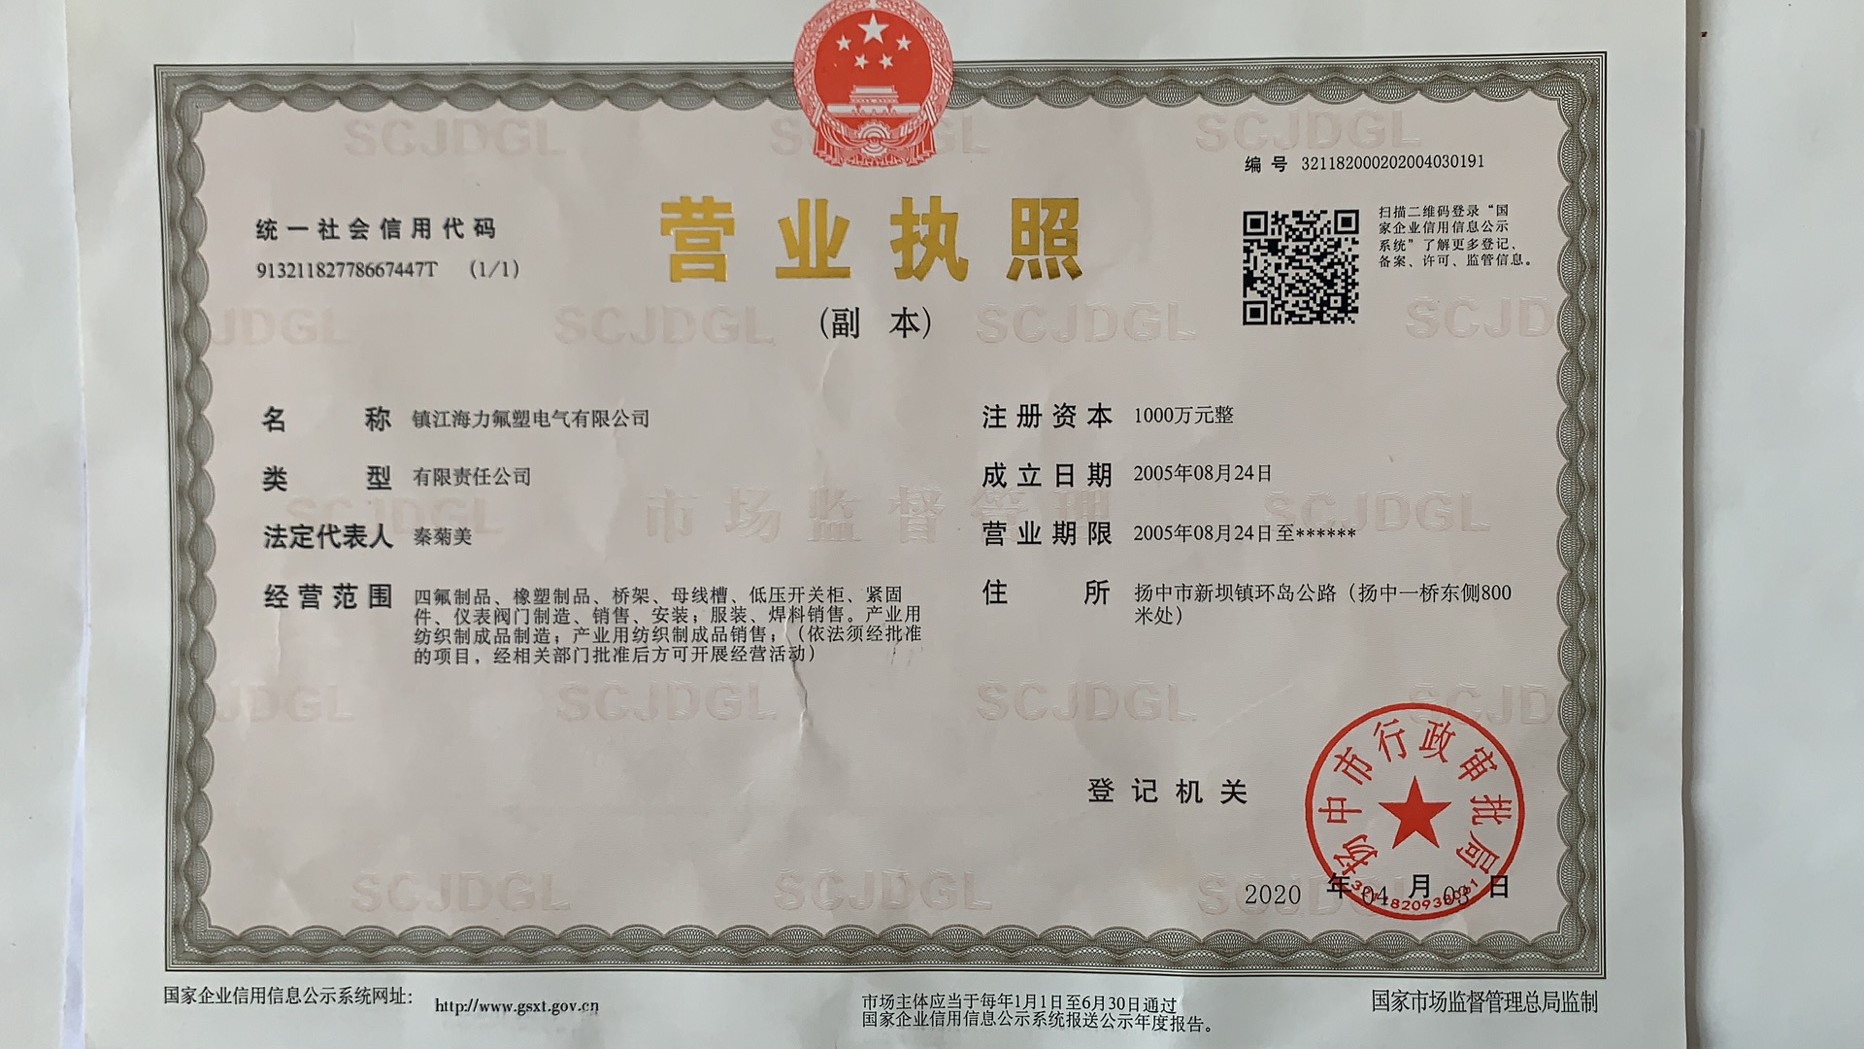 编号 321182000202004030191
统一社会信用代码
91321182778667447T （1/1）
营业执照
（副 本）
扫描二维码登录“国
家企业信用信息公示
系统”了解更多登记、
备案、许可、监管信息。
名称 镇江海力氟塑电气有限公司
类型 有限责任公司
法定代表人 秦菊美
经营范围 四氟制品、橡塑制品、桥架、母线槽、低压开关柜、紧固
件、仪表阀门制造、销售、安装；服装、焊料销售。产业用
纺织制成品制造；产业用纺织制成品销售；（依法须经批准
的项目，经相关部门批准后方可开展经营活动）
注册资本 1000万元整
成立日期 2005年08月24日
营业期限 2005年08月24日至******
住所 扬中市新坝镇环岛公路（扬中一桥东侧800
米处）
市场监督管理
SCJDGL
登记机关
扬中市行政审批局
2020 年 04 月 03 日
国家企业信用信息公示系统网址： http://www.gsxt.gov.cn
市场主体应当于每年1月1日至6月30日通过
国家企业信用信息公示系统报送公示年度报告。
国家市场监督管理总局监制